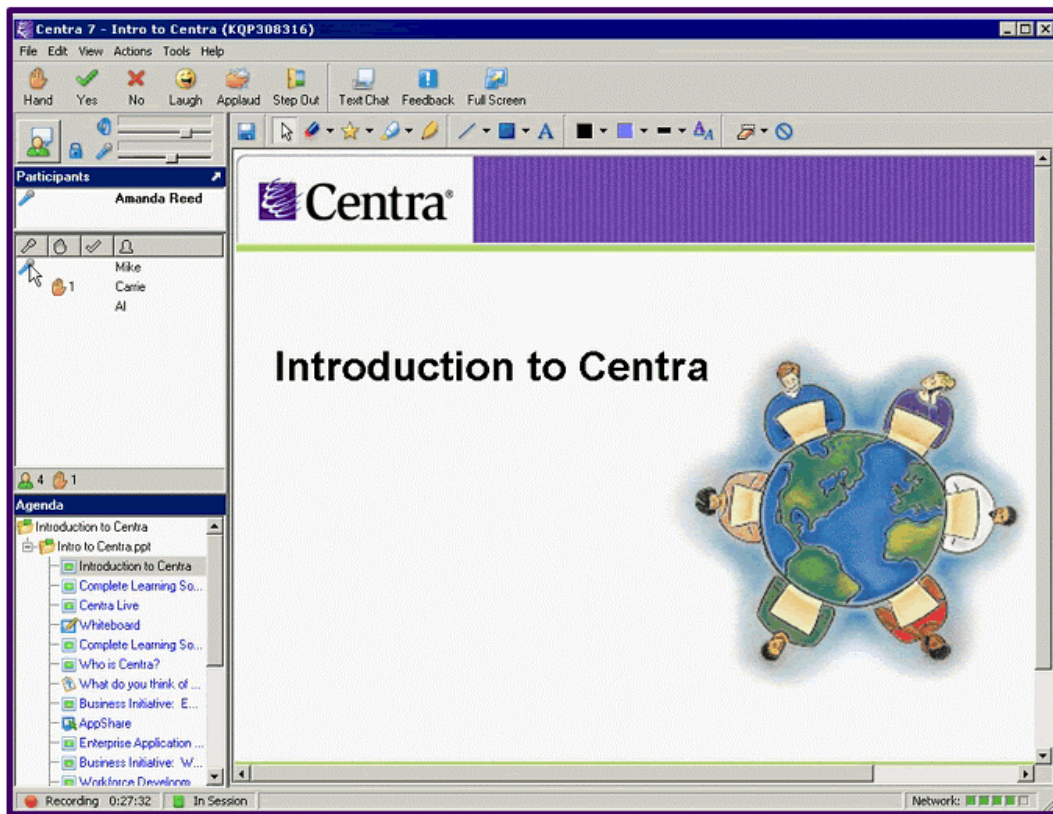 Centra 7 - Intro to Centra (KQP308316)
File Edit View Actions Tools Help
Hand Yes No Laugh Applaud Step Out Text Chat Feedback Full Screen
Participants
Amanda Reed
Mike
1 Carrie
Al
4 1
Agenda
Introduction to Centra
Intro to Centra.ppt
Introduction to Centra
Complete Learning So...
Centra Live
Whiteboard
Complete Learning So...
Who is Centra?
What do you think of ...
Business Initiative: E...
AppShare
Enterprise Application ...
Business Initiative: W...
Workforce Developm
Centra®
Introduction to Centra
Recording 0:27:32 In Session Network: